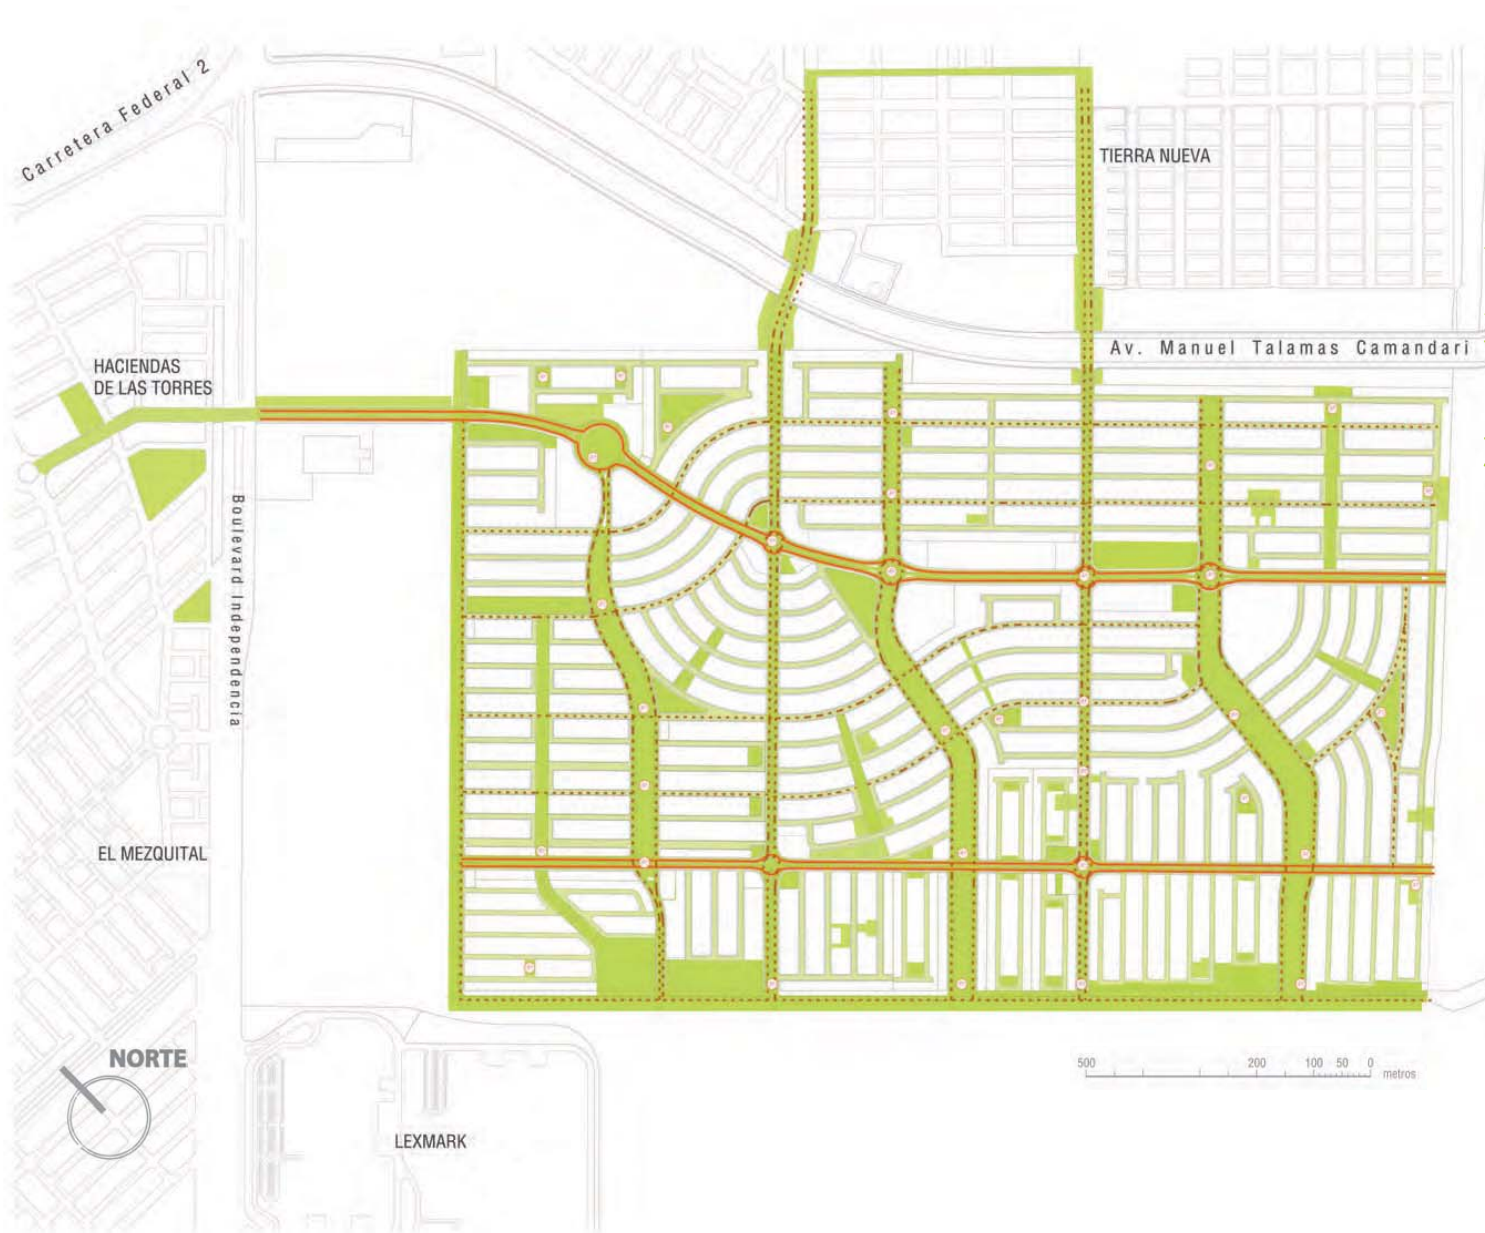 Carretera Federal 2
TIERRA NUEVA
Av. Manuel Talamas Camandari
HACIENDAS
DE LAS TORRES
Boulevard Independencia
EL MEZQUITAL
NORTE
500 200 100 50 0
metros
LEXMARK